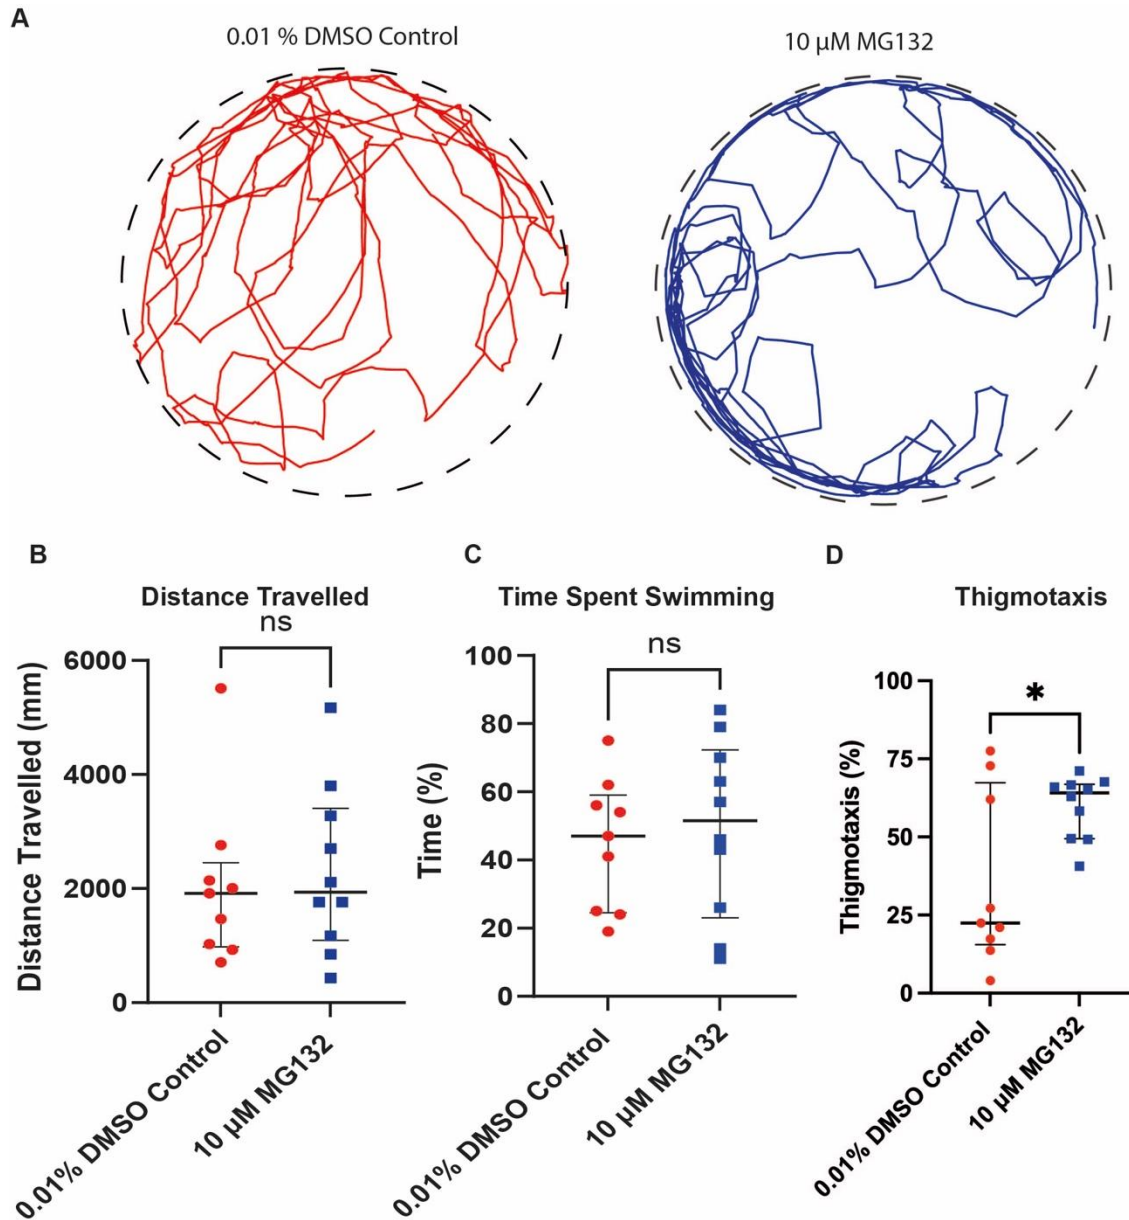 A
0.01 % DMSO Control
10 µM MG132
B
C
D
Distance Travelled
Time Spent Swimming
Thigmotaxis
ns
ns
*
Distance Travelled (mm)
6000
4000
2000
0
0.01% DMSO Control
10 µM MG132
Time (%)
100
80
60
40
20
0
0.01% DMSO Control
10 µM MG132
Thigmotaxis (%)
100
75
50
25
0
0.01% DMSO Control
10 µM MG132